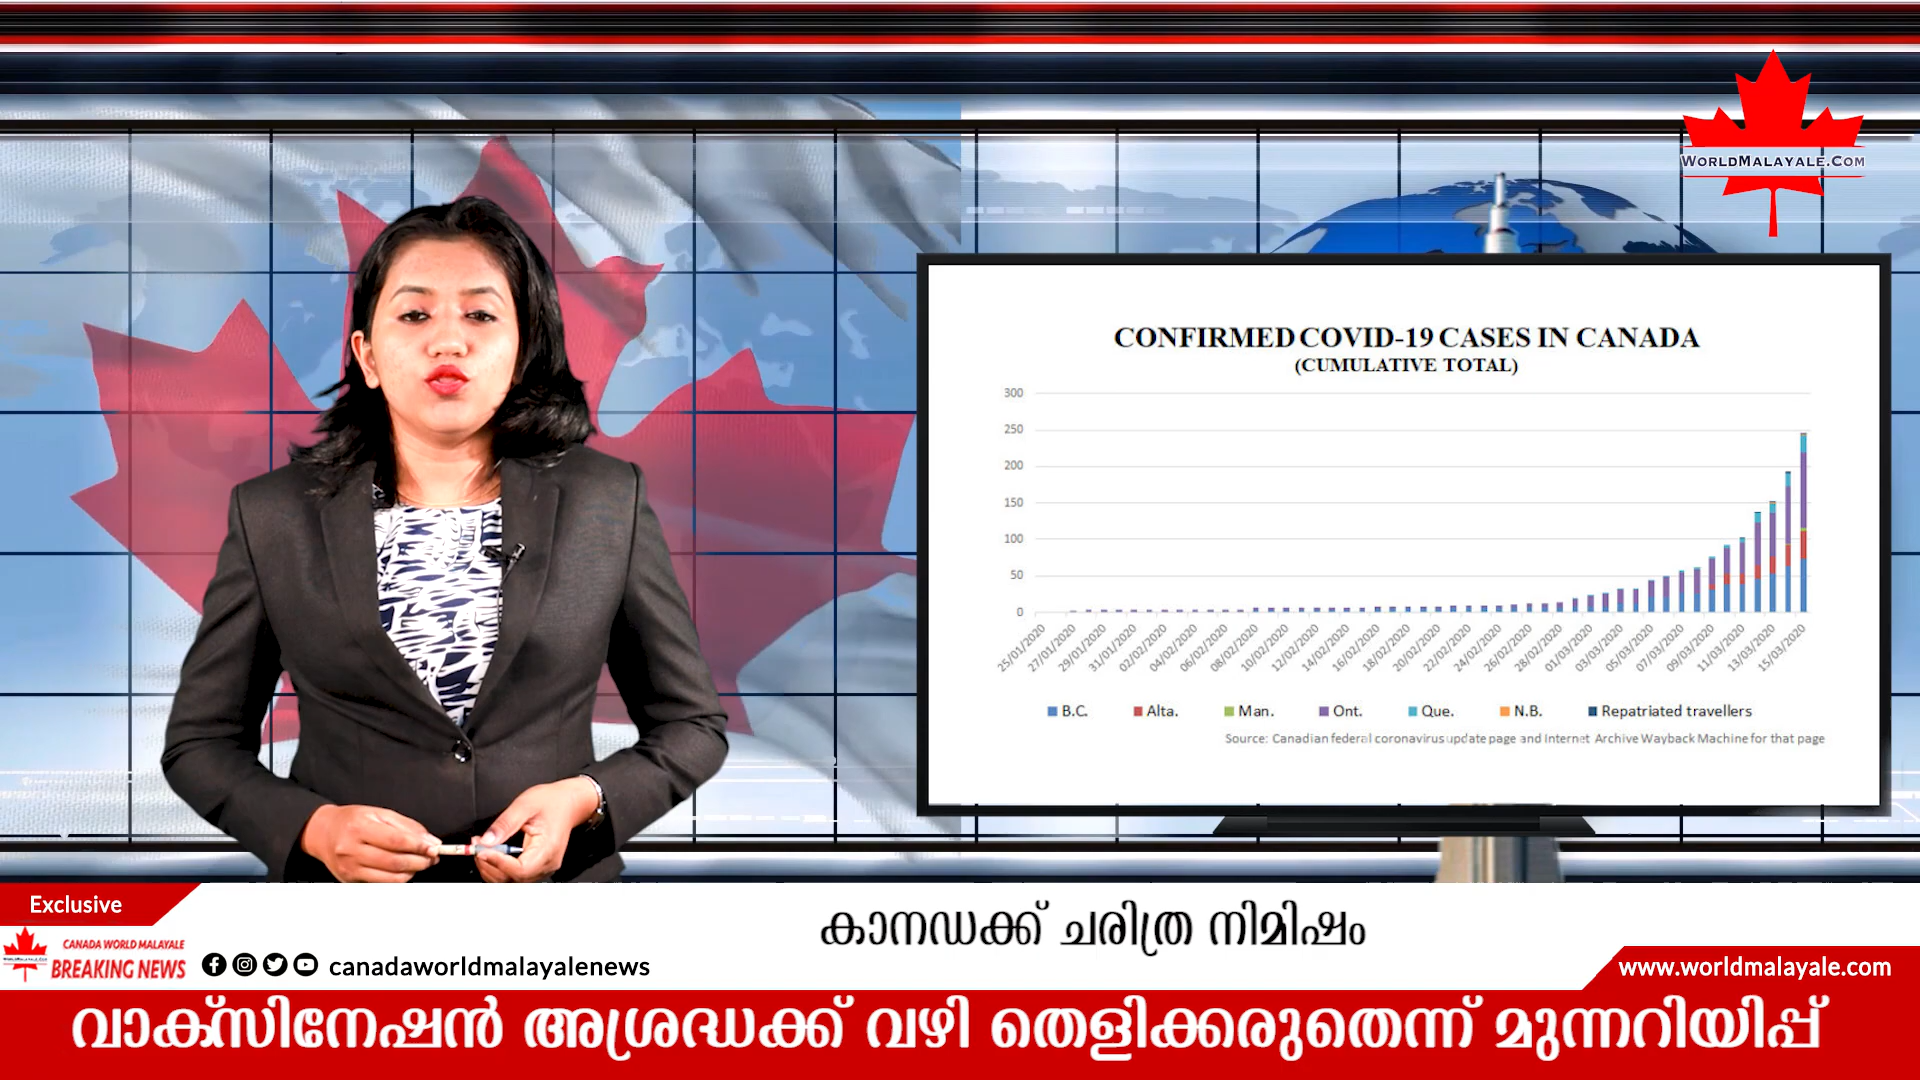 WORLDMALAYALE.COM
CONFIRMED COVID-19 CASES IN CANADA
(CUMULATIVE TOTAL)
300
250
200
150
100
50
0
25/01/2020 27/01/2020 29/01/2020 31/01/2020 02/02/2020 04/02/2020 06/02/2020 08/02/2020 10/02/2020 12/02/2020 14/02/2020 16/02/2020 18/02/2020 20/02/2020 22/02/2020 24/02/2020 26/02/2020 28/02/2020 01/03/2020 03/03/2020 05/03/2020 07/03/2020 09/03/2020 11/03/2020 13/03/2020 15/03/2020
B.C. Alta. Man. Ont. Que. N.B. Repatriated travellers
Source: Canadian federal coronavirus update page and Internet Archive Wayback Machine for that page
Exclusive
കാനഡക്ക് ചരിത്ര നിമിഷം
CANADA WORLD MALAYALE
BREAKING NEWS
canadaworldmalayalenews
www.worldmalayale.com
വാക്സിനേഷൻ അശ്രദ്ധക്ക് വഴി തെളിക്കരുതെന്ന് മുന്നറിയിപ്പ്